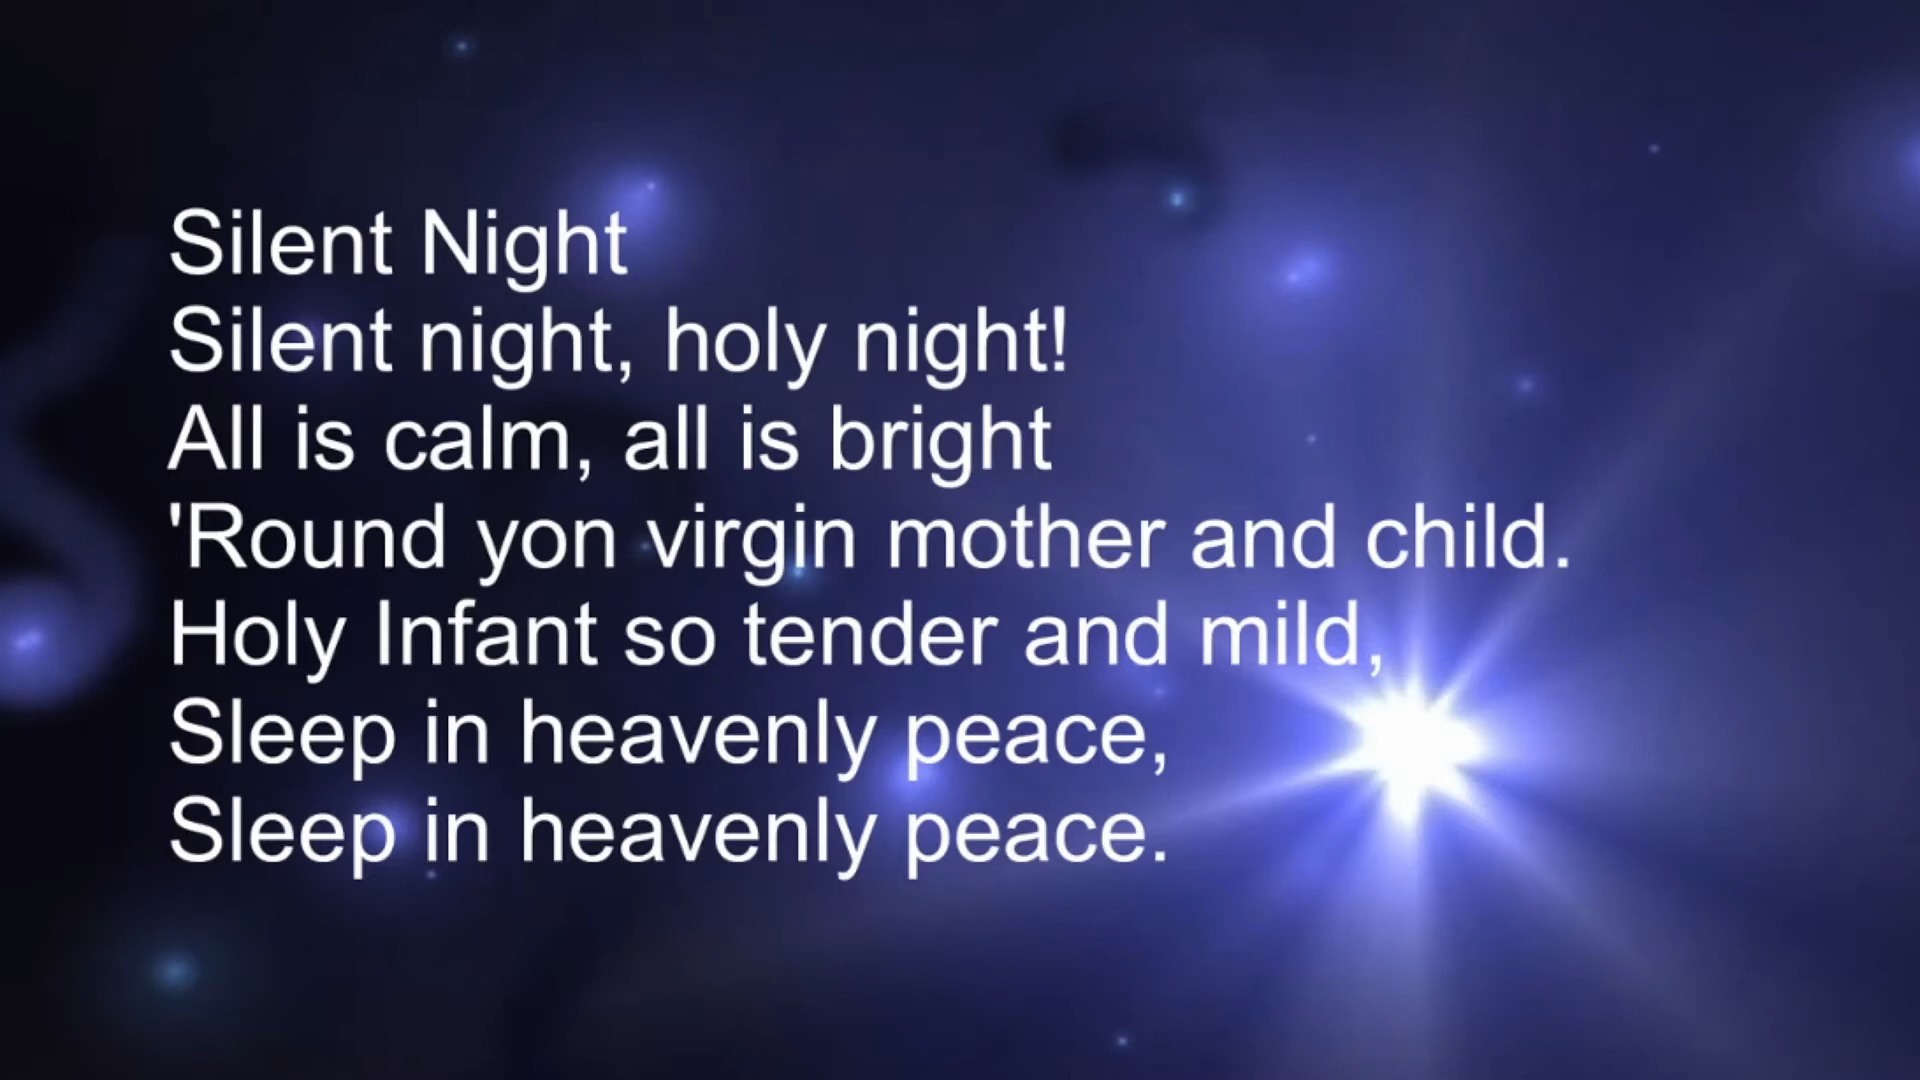 Silent Night
Silent night, holy night!
All is calm, all is bright
'Round yon virgin mother and child.
Holy Infant so tender and mild,
Sleep in heavenly peace,
Sleep in heavenly peace.